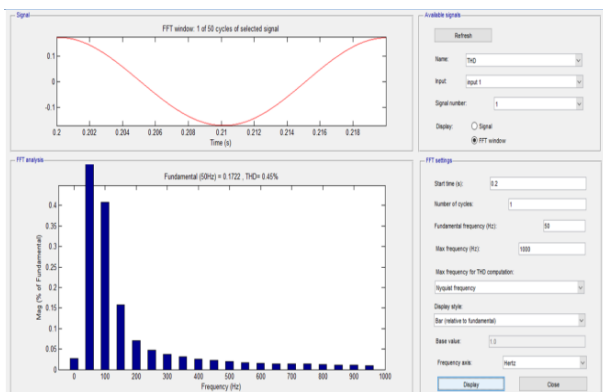 Signal
FFT window: 1 of 50 cycles of selected signal
0.1
0
-0.1
0.2 0.202 0.204 0.206 0.208 0.21 0.212 0.214 0.216 0.218
Time (s)
FFT analysis
Fundamental (50Hz) = 0.1722 , THD= 0.45%
Mag (% of Fundamental)
0.4
0.35
0.3
0.25
0.2
0.15
0.1
0.05
0
0 100 200 300 400 500 600 700 800 900 1000
Frequency (Hz)
Available signals
Refresh
Name: THD
Input: input 1
Signal number: 1
Display: Signal
FFT window
FFT settings
Start time (s): 0.2
Number of cycles: 1
Fundamental frequency (Hz): 50
Max frequency (Hz): 1000
Max frequency for THD computation:
Nyquist frequency
Display style:
Bar (relative to fundamental)
Base value: 1.0
Frequency axis: Hertz
Display Close